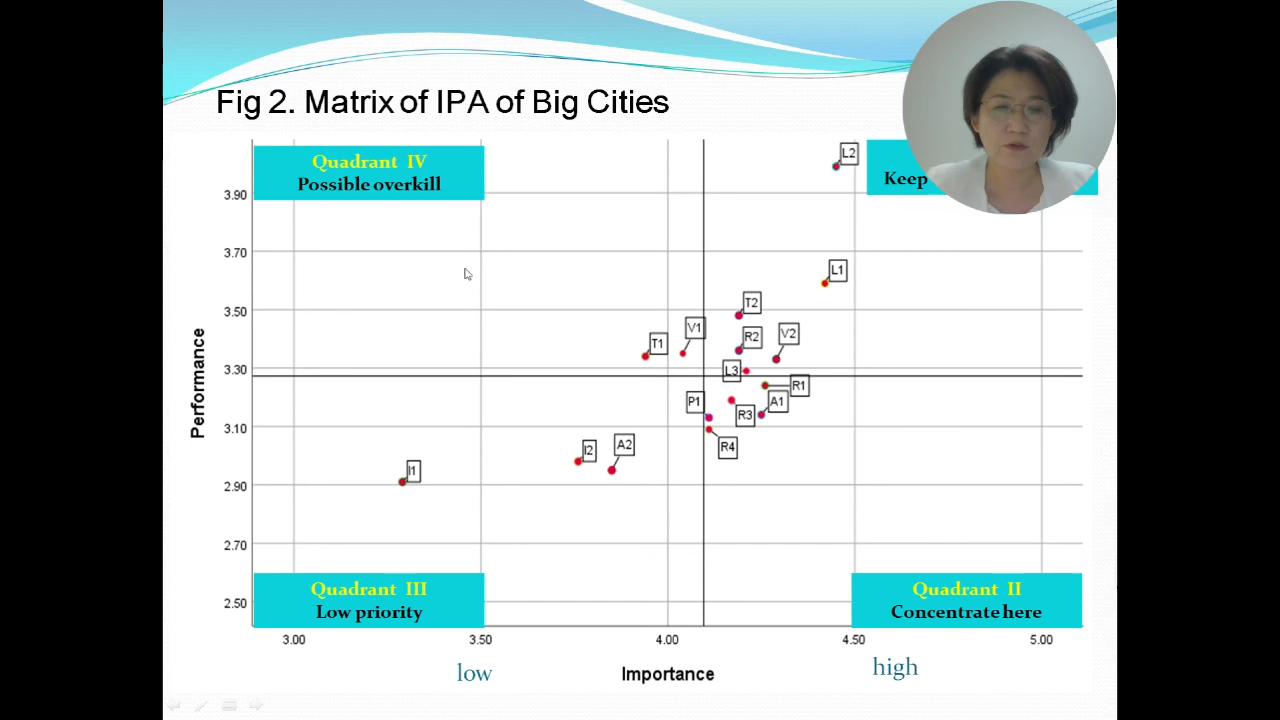 Fig 2. Matrix of IPA of Big Cities
Quadrant IV
Possible overkill
Keep
L2
3.90
3.70
L1
3.50
T2
V1
V2
T1
R2
3.30
L3
R1
P1
A1
R3
3.10
R4
I2
A2
I1
2.90
2.70
2.50
Performance
Quadrant III
Low priority
Quadrant II
Concentrate here
3.00
3.50
4.00
4.50
5.00
low
Importance
high